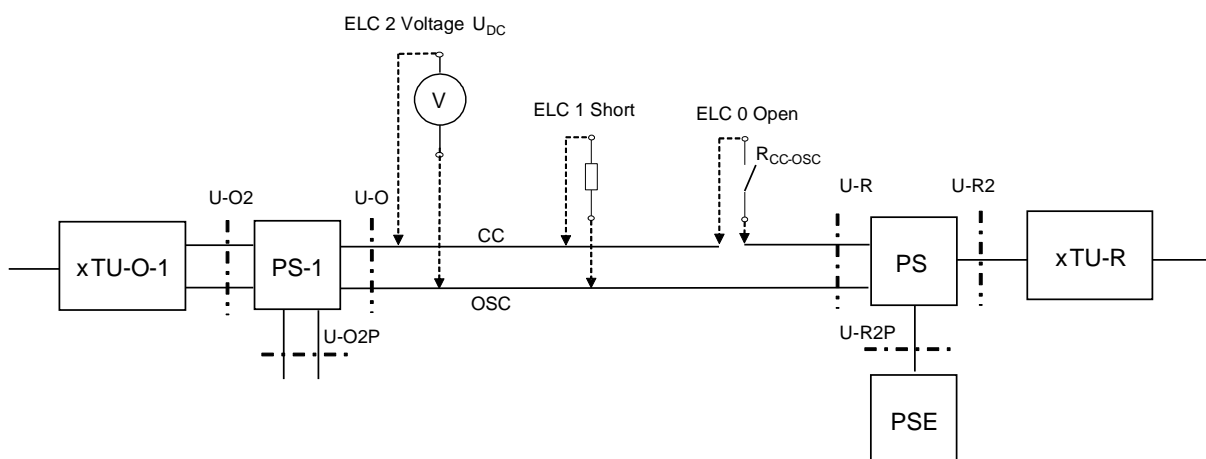 ELC 2 Voltage U_DC
V
ELC 1 Short
ELC 0 Open
R_CC-OSC
U-O2
U-O
U-R
U-R2
CC
xTU-O-1
PS-1
PS
xTU-R
OSC
U-O2P
U-R2P
PSE